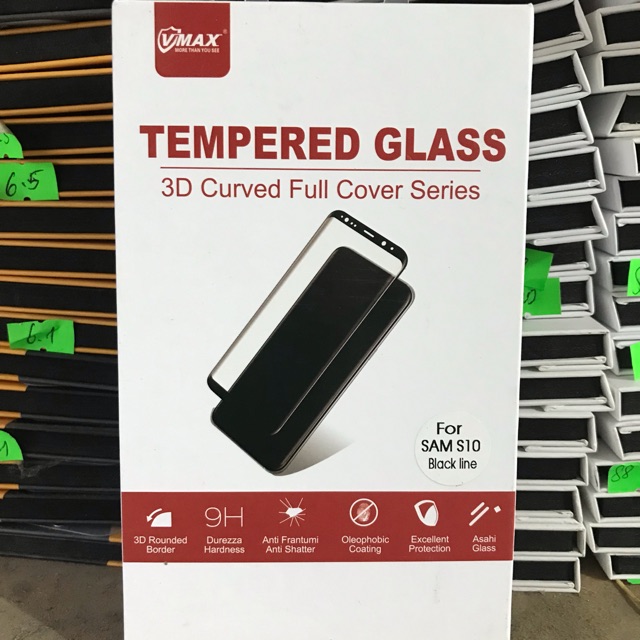 VMAX
MORE THAN YOU SEE
TEMPERED GLASS
3D Curved Full Cover Series
For
SAM S10
Black line
3D Rounded
Border
9H
Durezza
Hardness
Anti Frantumi
Anti Shatter
Oleophobic
Coating
Excellent
Protection
Asahi
Glass
6.5
6.1
S8